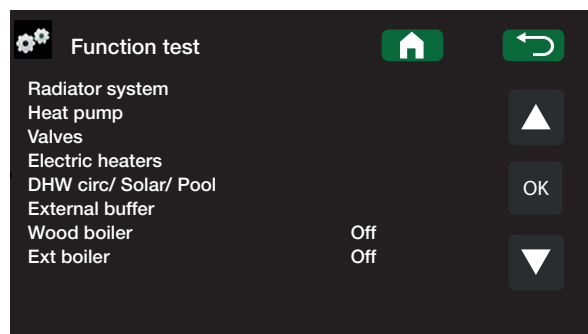 Function test
Radiator system
Heat pump
Valves
Electric heaters
DHW circ/ Solar/ Pool
External buffer
Wood boiler Off
Ext boiler Off
OK